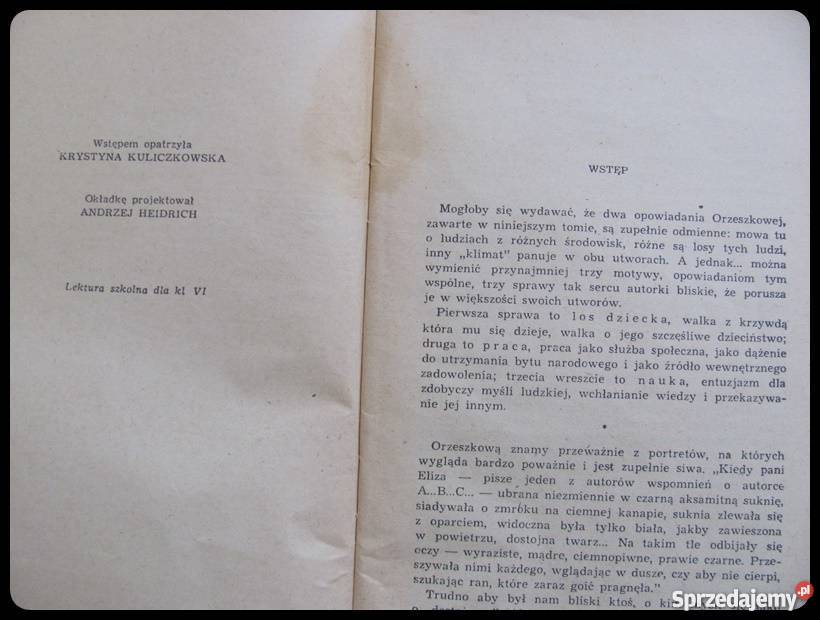 Wstępem opatrzyła
KRYSTYNA KULICZKOWSKA
Okładkę projektował
ANDRZEJ HEIDRICH
Lektura szkolna dla kl VI
WSTĘP
Mogłoby się wydawać, że dwa opowiadania Orzeszkowej,
zawarte w niniejszym tomie, są zupełnie odmienne: mowa tu
o ludziach z różnych środowisk, różne są losy tych ludzi,
inny „klimat” panuje w obu utworach. A jednak... można
wymienić przynajmniej trzy motywy, opowiadaniom tym
wspólne, trzy sprawy tak sercu autorki bliskie, że porusza
je w większości swoich utworów.
Pierwsza sprawa to los dziecka, walka z krzywdą
która mu się dzieje, walka o jego szczęśliwe dzieciństwo;
druga to praca, praca jako służba społeczna, jako dążenie
do utrzymania bytu narodowego i jako źródło wewnętrznego
zadowolenia; trzecia wreszcie to nauka, entuzjazm dla
zdobyczy myśli ludzkiej, wchłanianie wiedzy i przekazywa-
nie jej innym.
*
Orzeszkową znamy przeważnie z portretów, na których
wygląda bardzo poważnie i jest zupełnie siwa. „Kiedy pani
Eliza — pisze jeden z autorów wspomnień o autorce
A...B...C... — ubrana niezmiennie w czarną aksamitną suknię,
siadywała o zmroku na ciemnej kanapie, suknia zlewała się
z oparciem, widoczna była tylko biała, jakby zawieszona
w powietrzu, dostojna twarz... Na takim tle odbijały się
oczy — wyraziste, mądre, ciemnopiwne, prawie czarne. Prze-
szywała nimi każdego, wglądając w dusze, czy aby nie cierpi,
szukając ran, które zaraz goić pragnęła.”
Trudno aby był nam bliski ktoś, o
Sprzedajemy.pl